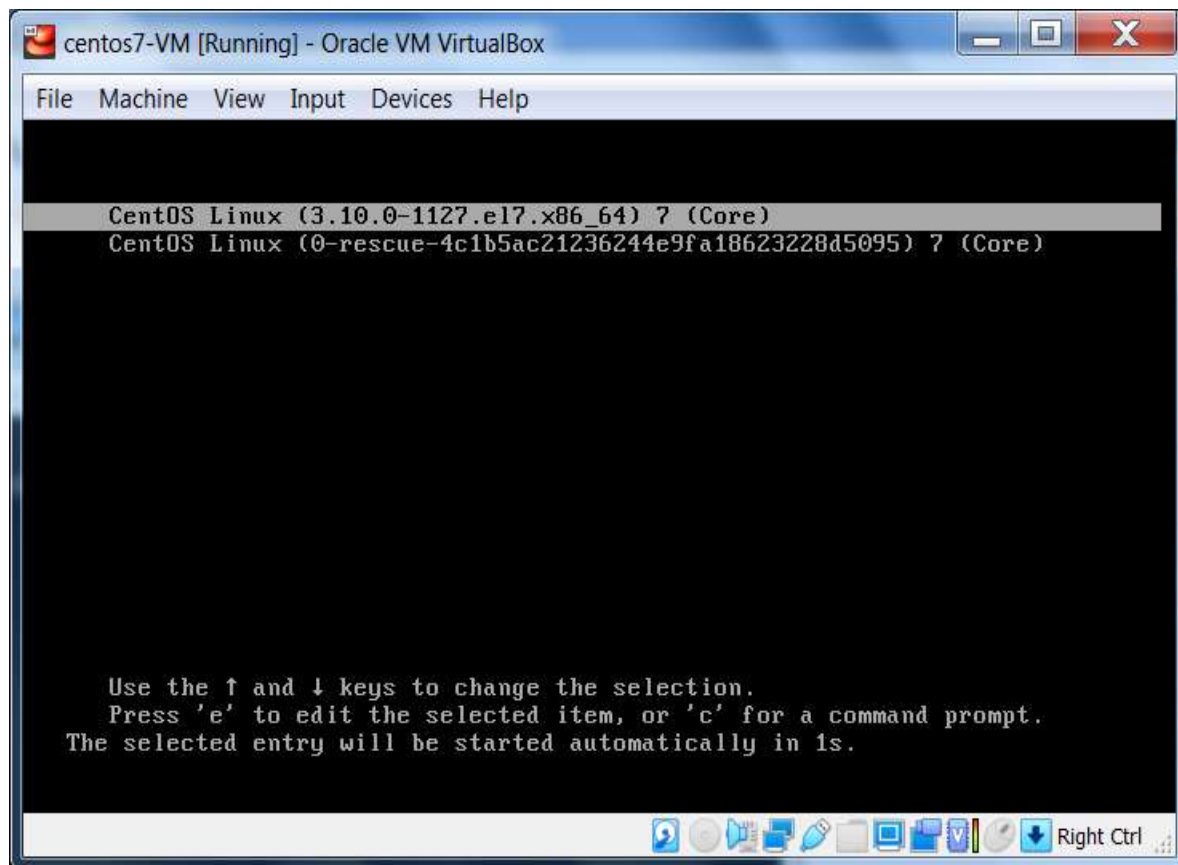 centos7-VM [Running] - Oracle VM VirtualBox
File Machine View Input Devices Help
CentOS Linux (3.10.0-1127.el7.x86_64) 7 (Core)
CentOS Linux (0-rescue-4c1b5ac21236244e9fa18623228d5095) 7 (Core)
Use the ↑ and ↓ keys to change the selection.
Press 'e' to edit the selected item, or 'c' for a command prompt.
The selected entry will be started automatically in 1s.
Right Ctrl